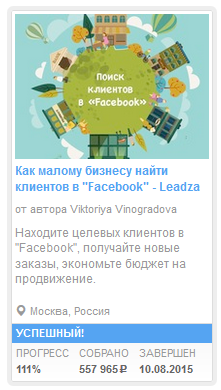 Поиск
клиентов
в «Facebook»
Как малому бизнесу найти
клиентов в "Facebook" - Leadza
от автора Viktoriya Vinogradova
Находите целевых клиентов в
"Facebook", получайте новые
заказы, экономьте бюджет на
продвижение.
Москва, Россия
УСПЕШНЫЙ!
ПРОГРЕСС СОБРАНО ЗАВЕРШЕН
111% 557 965 ₽ 10.08.2015